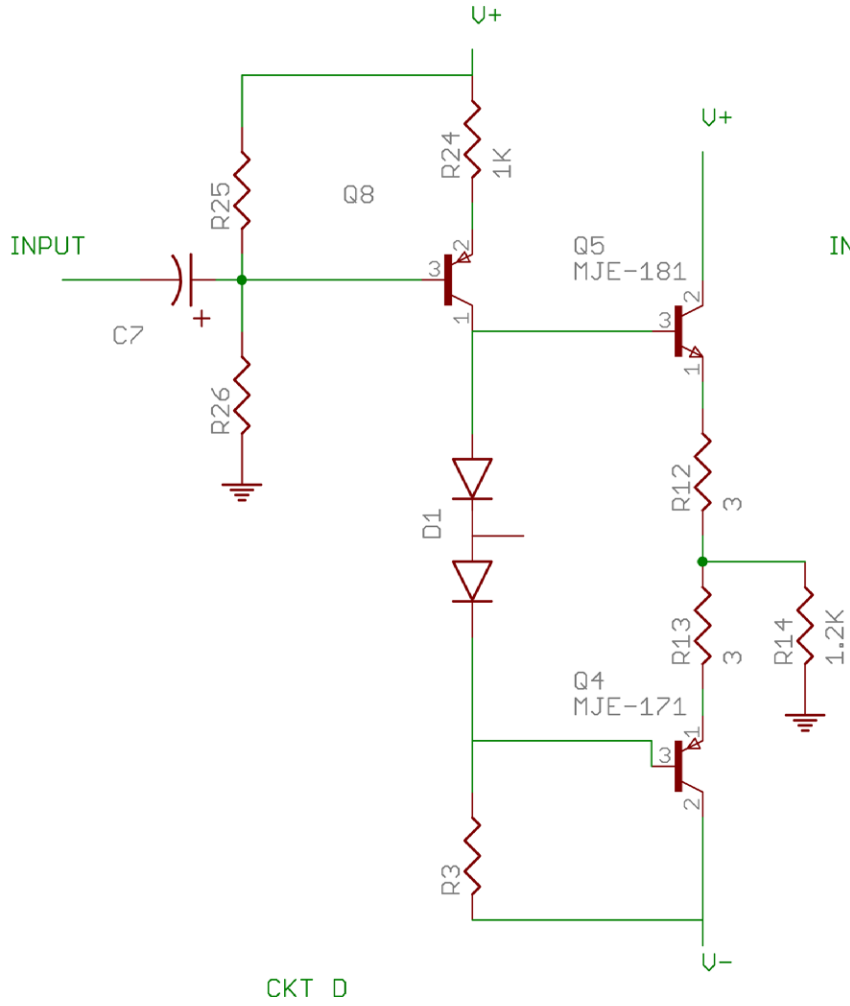 V+
R24
1K
V+
R25
Q8
INPUT
IN
2
3
1
Q5
MJE-181
2
3
1
+
C7
R26
R12
3
D1
R13
3
R14
1.2K
Q4
MJE-171
1
3
2
R3
V-
CKT D